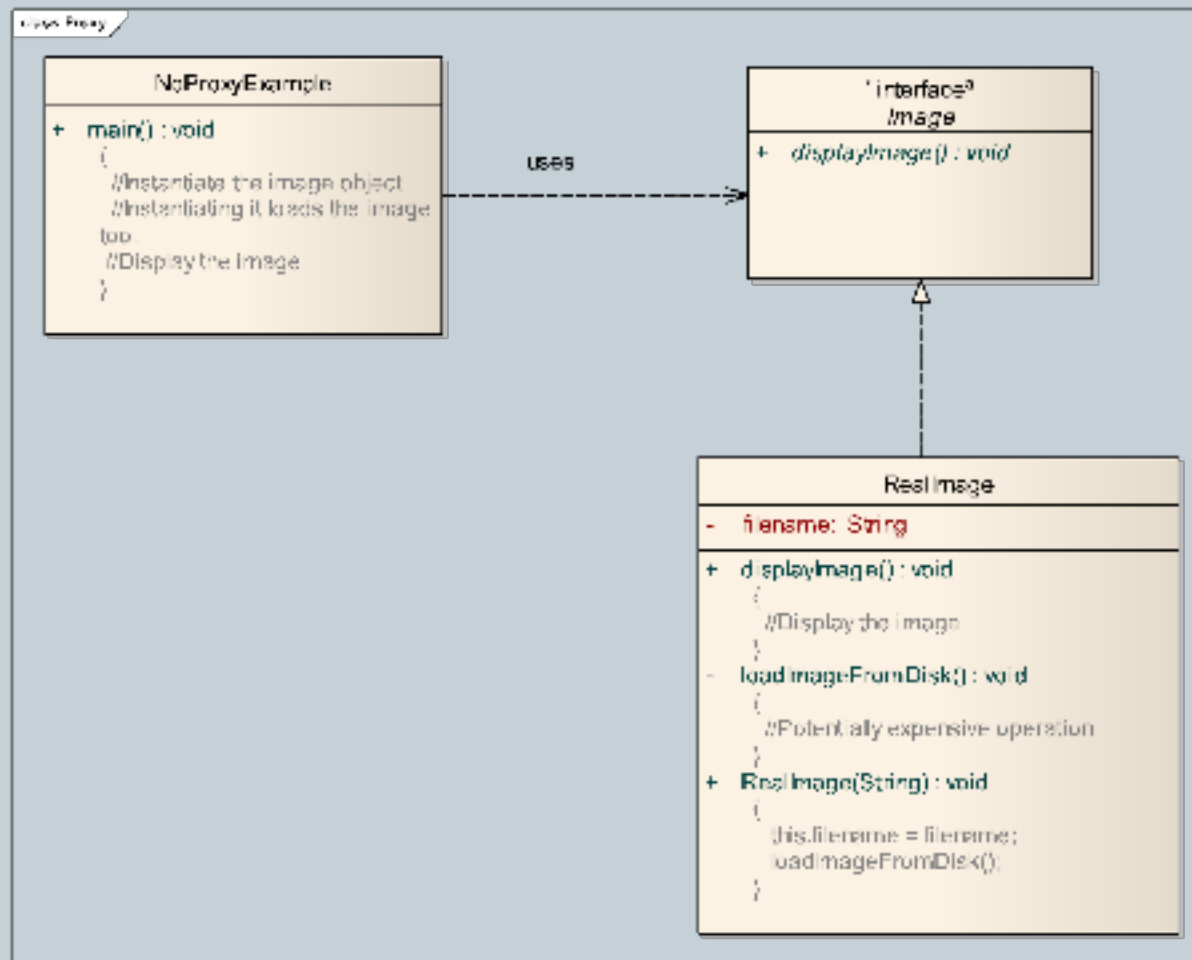 class Proxy
NoProxyExample
+ main() : void
{
//Instantiate the image object
//Instantiating it loads the image
too.
//Display the image
}
uses
«interface»
Image
+ displayImage() : void
RealImage
- filename: String
+ displayImage() : void
{
//Display the image
}
- loadImageFromDisk() : void
{
//Potentially expensive operation
}
+ RealImage(String) : void
{
this.filename = filename;
loadImageFromDisk();
}